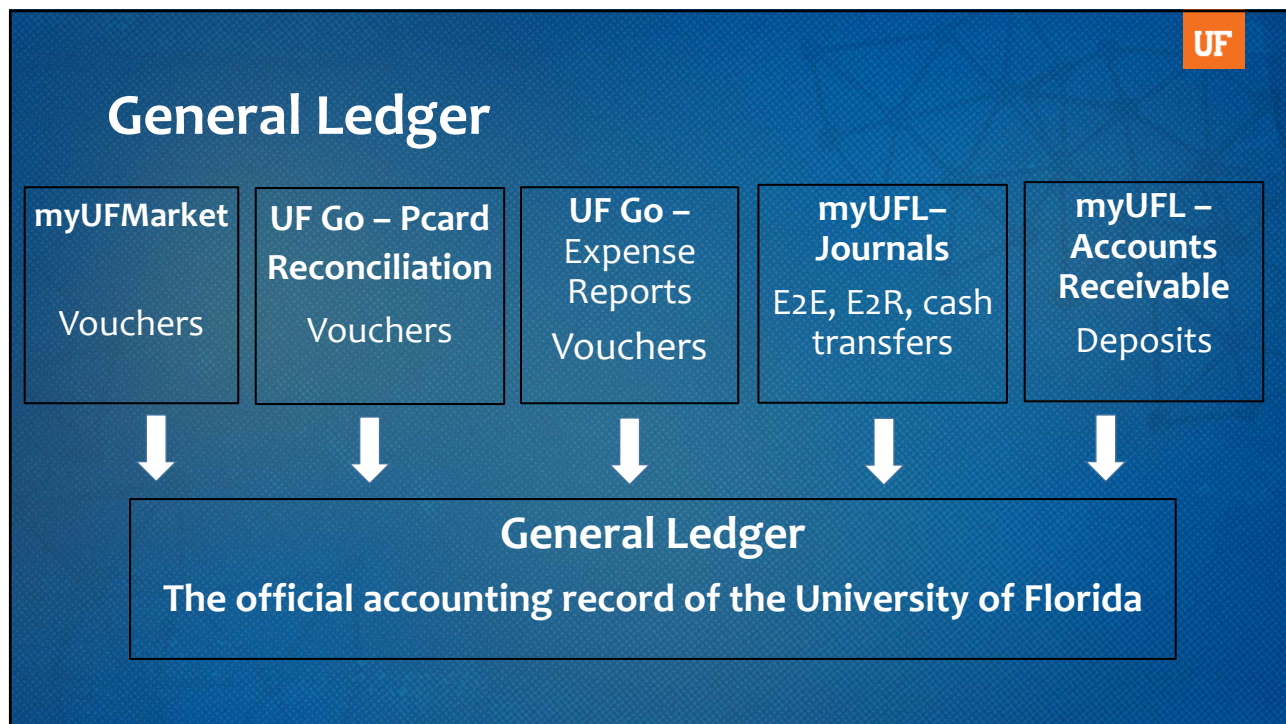 UF
General Ledger
myUFMarket
Vouchers
UF Go – Pcard
Reconciliation
Vouchers
UF Go –
Expense
Reports
Vouchers
myUFL–
Journals
E2E, E2R, cash
transfers
myUFL –
Accounts
Receivable
Deposits
General Ledger
The official accounting record of the University of Florida